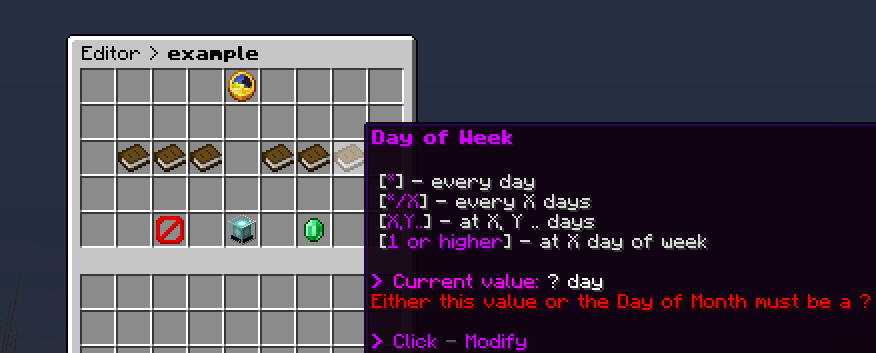 Editor > example
Day of Week
[*] - every day
[*/X] - every X days
[X,Y..] - at X, Y .. days
[1 or higher] - at X day of week
> Current value: ? day
Either this value or the Day of Month must be a ?
> Click - Modify